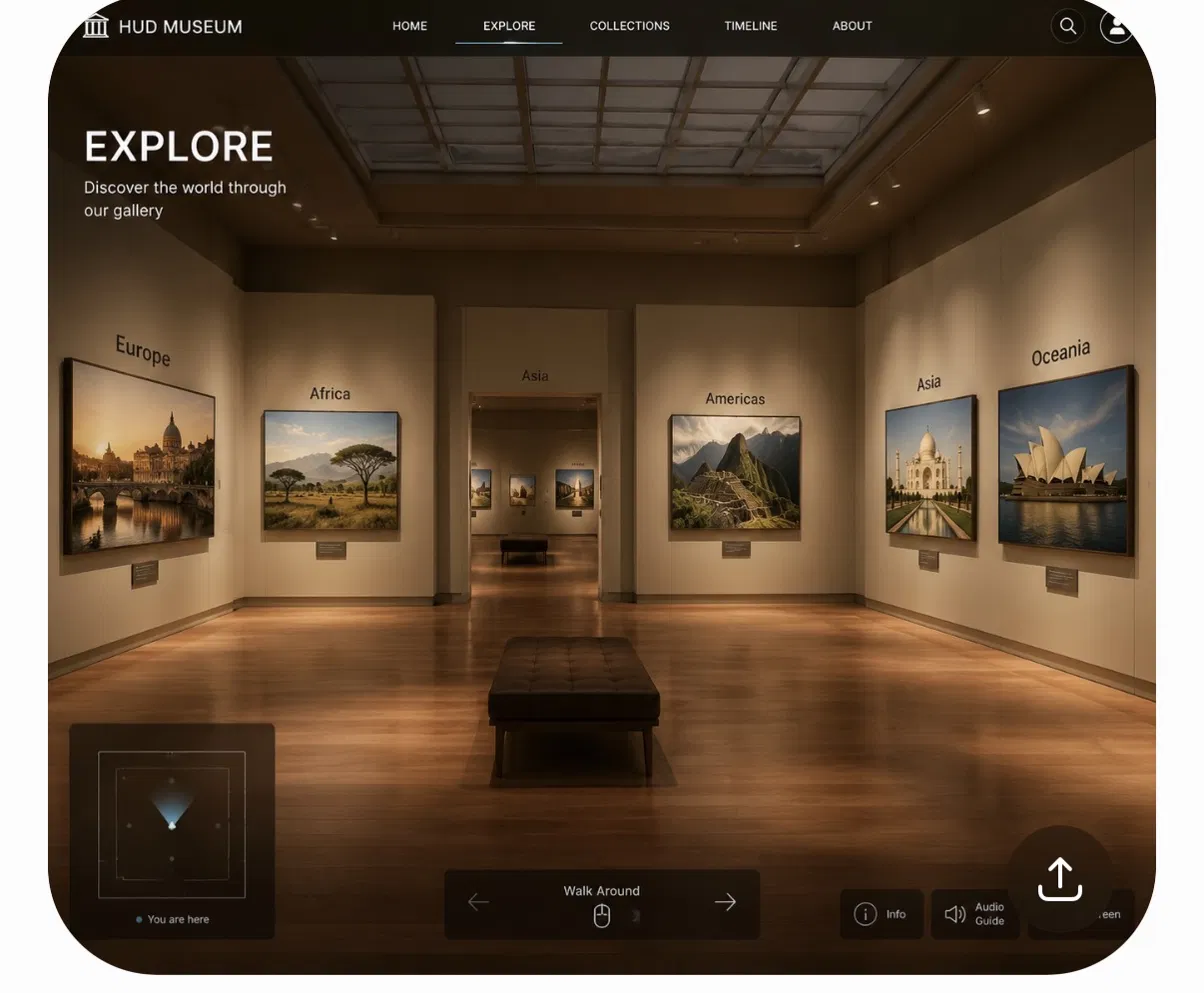 HUD MUSEUM
HOME
EXPLORE
COLLECTIONS
TIMELINE
ABOUT
EXPLORE
Discover the world through
our gallery
Europe
Africa
Asia
Americas
Asia
Oceania
You are here
Walk Around
Info
Audio
Guide